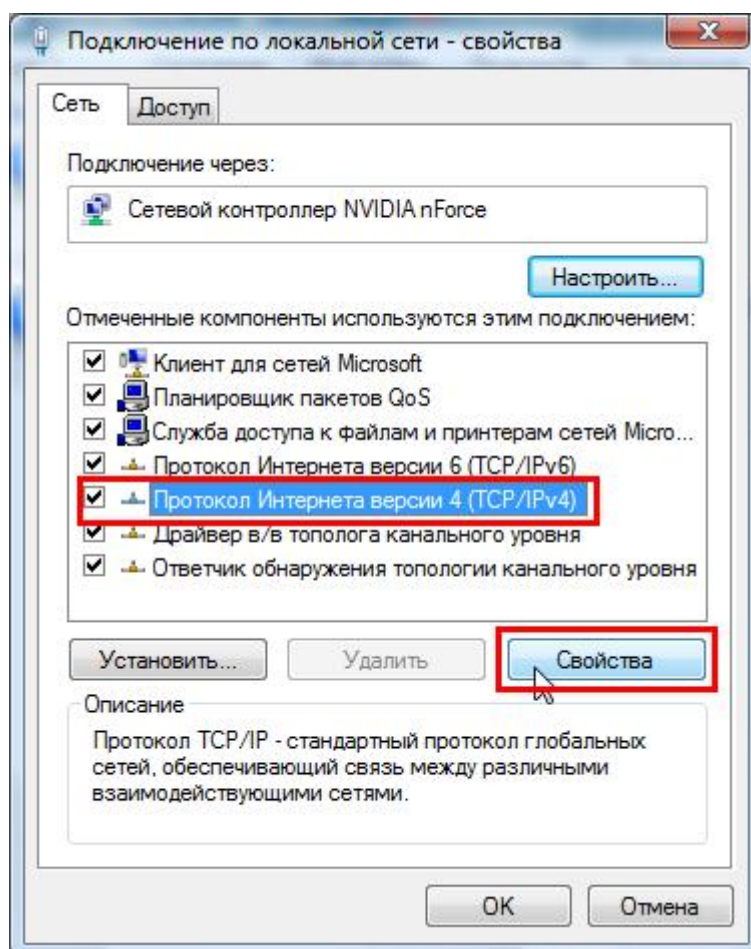 Подключение по локальной сети - свойства
Сеть
Доступ
Подключение через:
Сетевой контроллер NVIDIA nForce
Настроить...
Отмеченные компоненты используются этим подключением:
Клиент для сетей Microsoft
Планировщик пакетов QoS
Служба доступа к файлам и принтерам сетей Micro...
Протокол Интернета версии 6 (TCP/IPv6)
Протокол Интернета версии 4 (TCP/IPv4)
Драйвер в/в тополога канального уровня
Ответчик обнаружения топологии канального уровня
Установить...
Удалить
Свойства
Описание
Протокол TCP/IP - стандартный протокол глобальных
сетей, обеспечивающий связь между различными
взаимодействующими сетями.
OK
Отмена